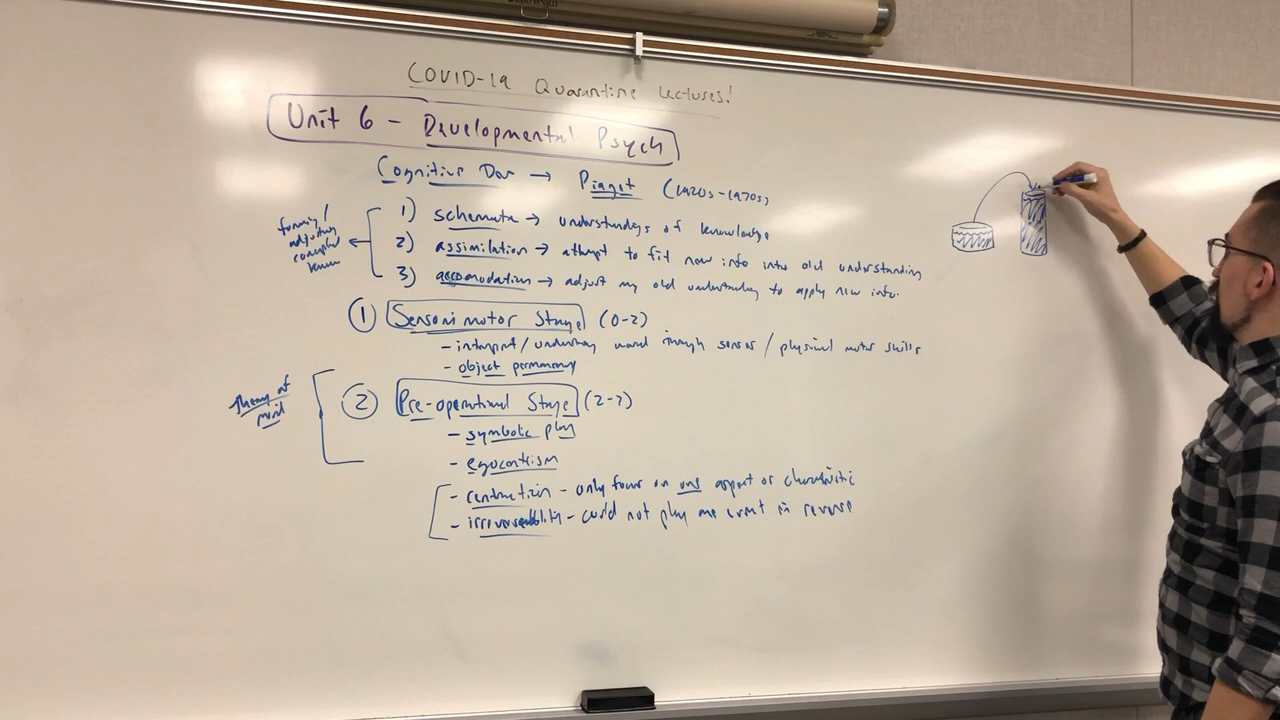 COVID-19 Quarantine Lectures!
Unit 6 - Developmental Psych
Cognitive Dev → Piaget (1920s-1970s)
1) schemata → understandings of knowledge
2) assimilation → attempt to fit new info into old understanding
3) accomodation → adjust my old understanding to apply new info.
forming/
adjusting
concepts/
① Sensorimotor Stage (0-2)
- interpret/understand world through senses/physical motor skills
- object permanency
Theory of
mind
② Pre-operational Stage (2-7)
- symbolic play
- egocentrism
- centration - only focus on one aspect or characteristic
- irreversibility - could not play one event in reverse